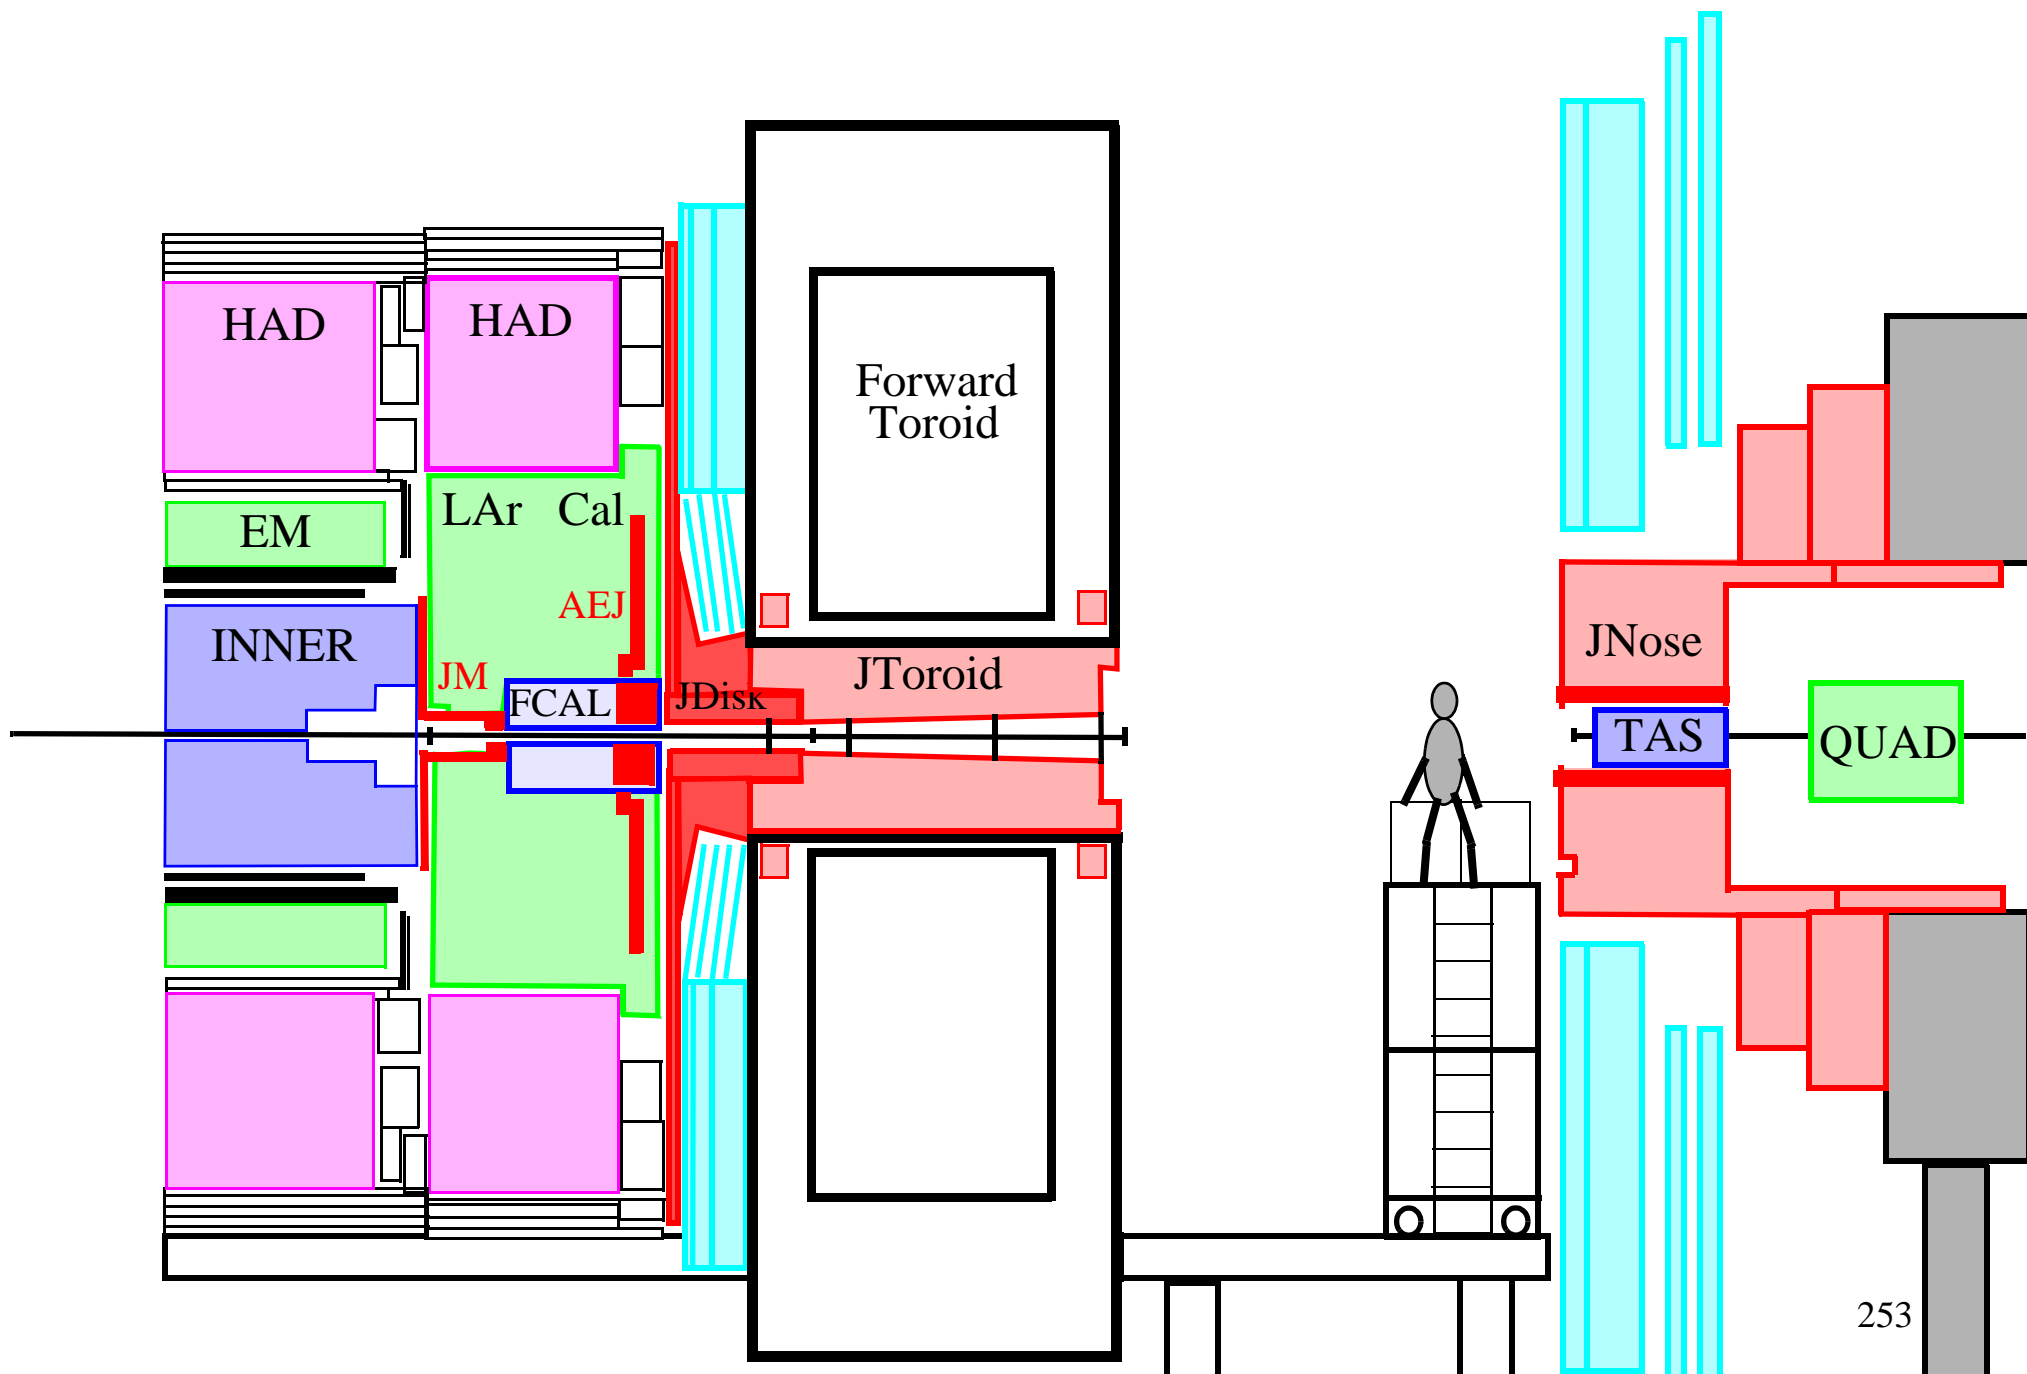 HAD
HAD
Forward
Toroid
LAr Cal
EM
AEJ
INNER
JNose
JM
JToroid
FCAL
JDisk
TAS
QUAD
253